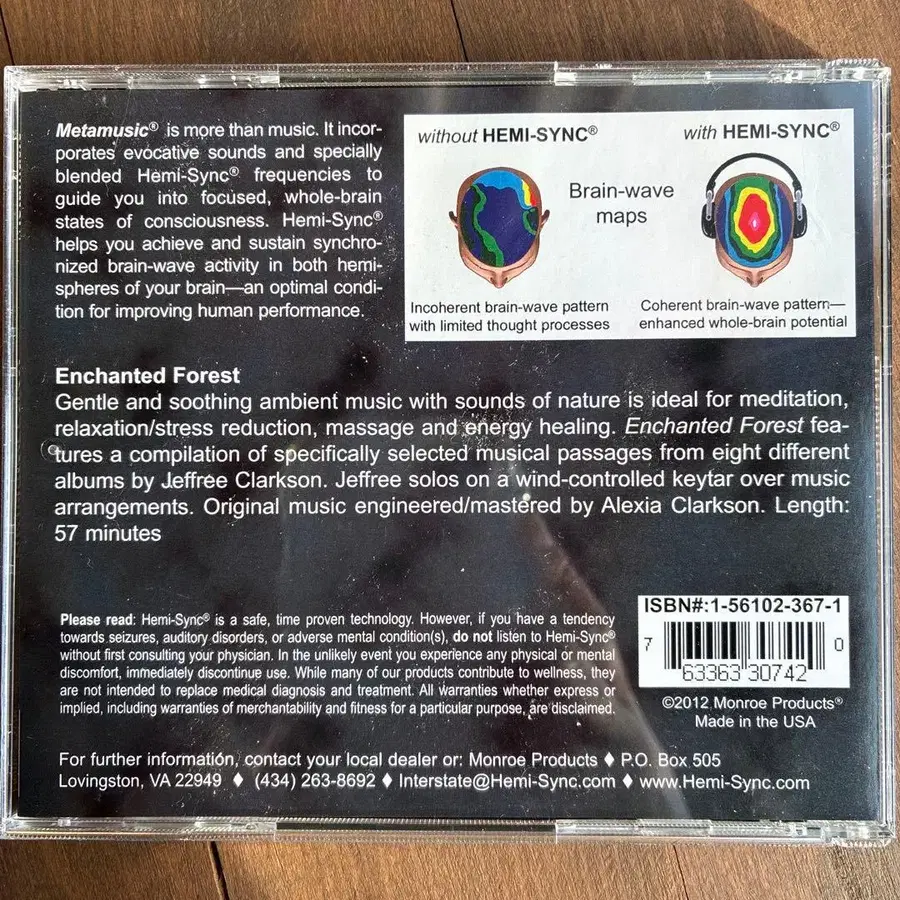 Metamusic® is more than music. It incor-
porates evocative sounds and specially
blended Hemi-Sync® frequencies to
guide you into focused, whole-brain
states of consciousness. Hemi-Sync®
helps you achieve and sustain synchro-
nized brain-wave activity in both hemi-
spheres of your brain—an optimal condi-
tion for improving human performance.
without HEMI-SYNC®
with HEMI-SYNC®
Brain-wave
maps
Incoherent brain-wave pattern
with limited thought processes
Coherent brain-wave pattern—
enhanced whole-brain potential
Enchanted Forest
Gentle and soothing ambient music with sounds of nature is ideal for meditation,
relaxation/stress reduction, massage and energy healing. Enchanted Forest fea-
tures a compilation of specifically selected musical passages from eight different
albums by Jeffree Clarkson. Jeffree solos on a wind-controlled keytar over music
arrangements. Original music engineered/mastered by Alexia Clarkson. Length:
57 minutes
Please read: Hemi-Sync® is a safe, time proven technology. However, if you have a tendency
towards seizures, auditory disorders, or adverse mental condition(s), do not listen to Hemi-Sync®
without first consulting your physician. In the unlikely event you experience any physical or mental
discomfort, immediately discontinue use. While many of our products contribute to wellness, they
are not intended to replace medical diagnosis and treatment. All warranties whether express or
implied, including warranties of merchantability and fitness for a particular purpose, are disclaimed.
ISBN#:1-56102-367-1
7 63363 30742 0
©2012 Monroe Products®
Made in the USA
For further information, contact your local dealer or: Monroe Products ♦ P.O. Box 505
Lovingston, VA 22949 ♦ (434) 263-8692 ♦ Interstate@Hemi-Sync.com ♦ www.Hemi-Sync.com